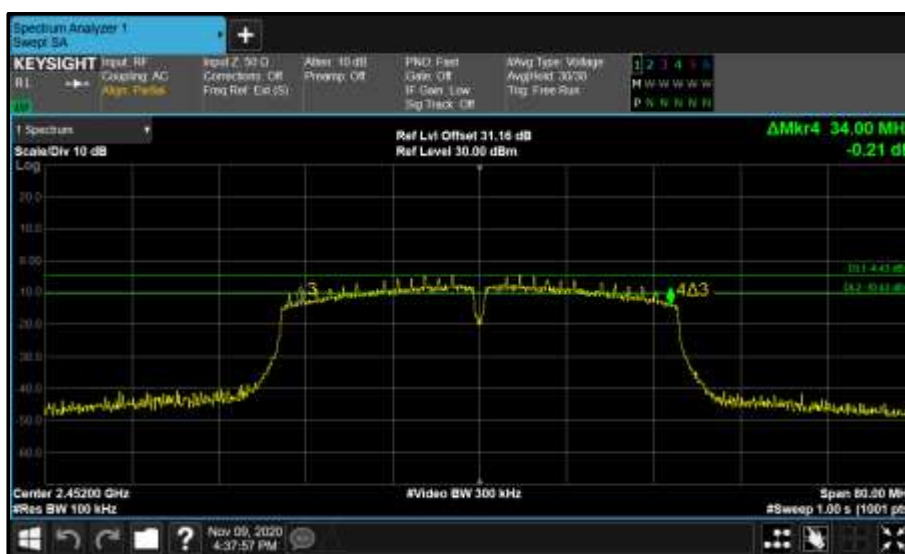 Spectrum Analyzer 1
Swept SA
+
KEYSIGHT
R L
Input: RF
Coupling: AC
Align: Partial
Input Z: 50 Ω
Corrections: Off
Freq Ref: Ext (S)
Atten: 10 dB
Preamp: Off
PNO: Fast
Gate: Off
IF Gain: Low
Sig Track: Off
#Avg Type: Voltage
Avg|Hold: 30/30
Trig: Free Run
1 2 3 4 5 6
M W W W W W
P N N N N N
1 Spectrum
Scale/Div 10 dB
Ref Lvl Offset 31.16 dB
Ref Level 30.00 dBm
ΔMkr4 34.00 MH
-0.21 d
Log
20.0
10.0
0.00
-10.0
-20.0
-30.0
-40.0
-50.0
-60.0
3
4Δ3
Center 2.45200 GHz
#Res BW 100 kHz
#Video BW 300 kHz
Span 80.00 MH
#Sweep 1.00 s (1001 pt
?
Nov 09, 2020
4:37:57 PM